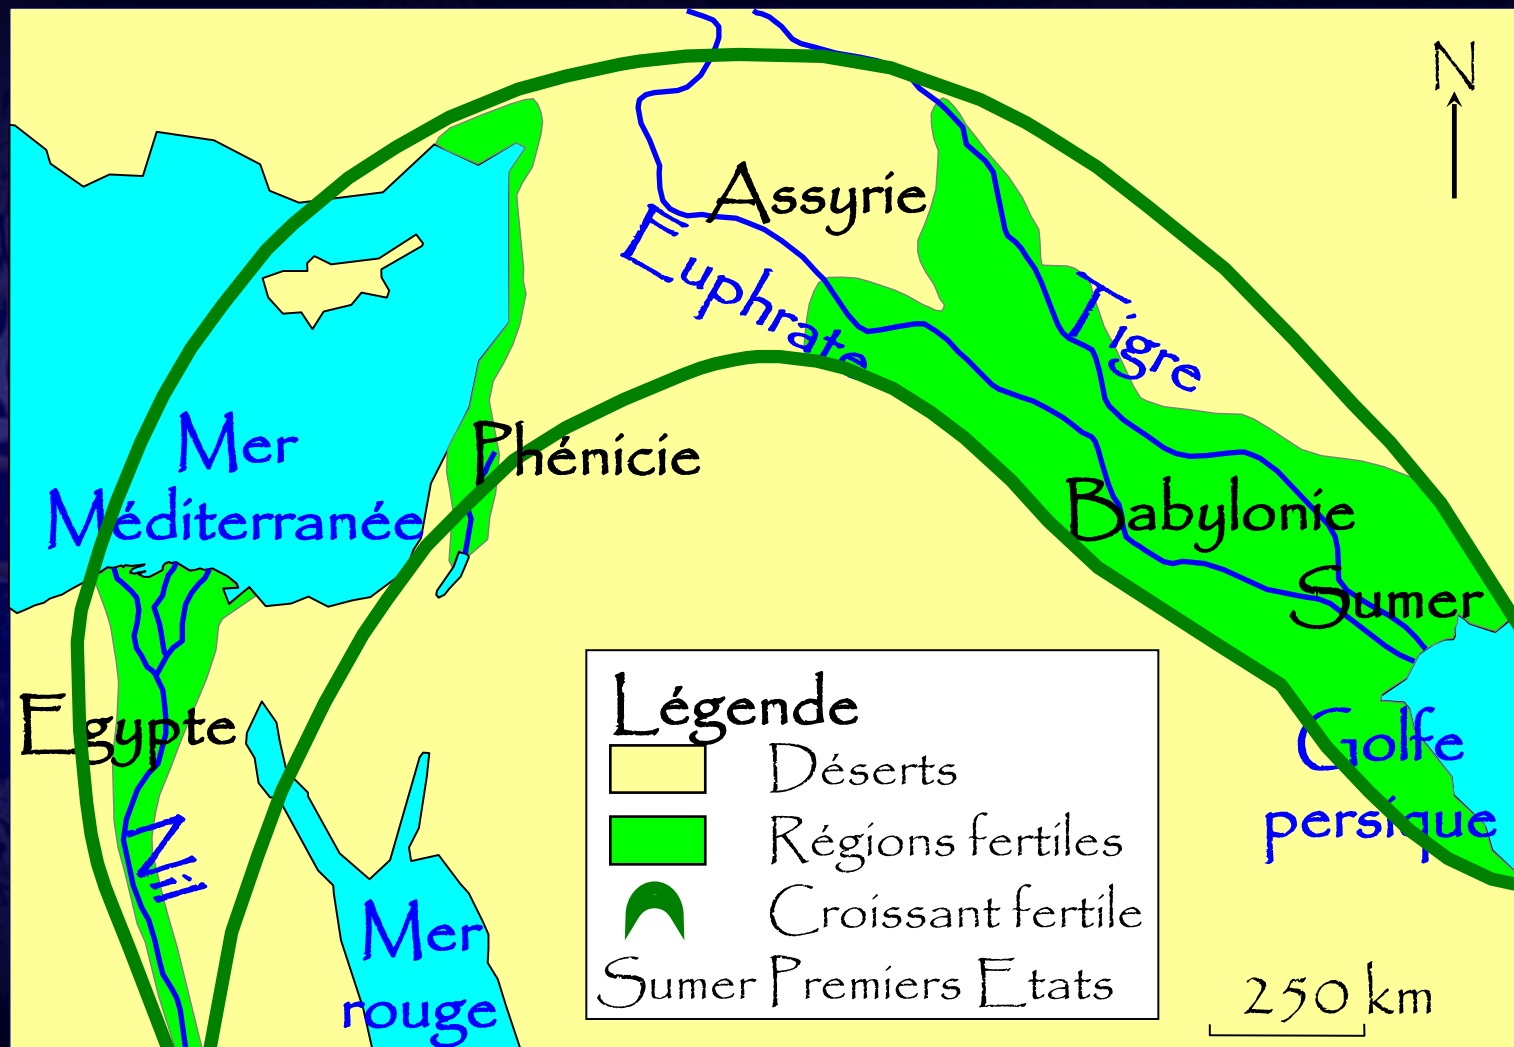 N
Assyrie
Euphrate
Tigre
Mer
Méditerranée
Phénicie
Babylonie
Sumer
Egypte
Nil
Mer
rouge
Golfe
persique
Légende
Déserts
Régions fertiles
Croissant fertile
Sumer Premiers Etats
250 km